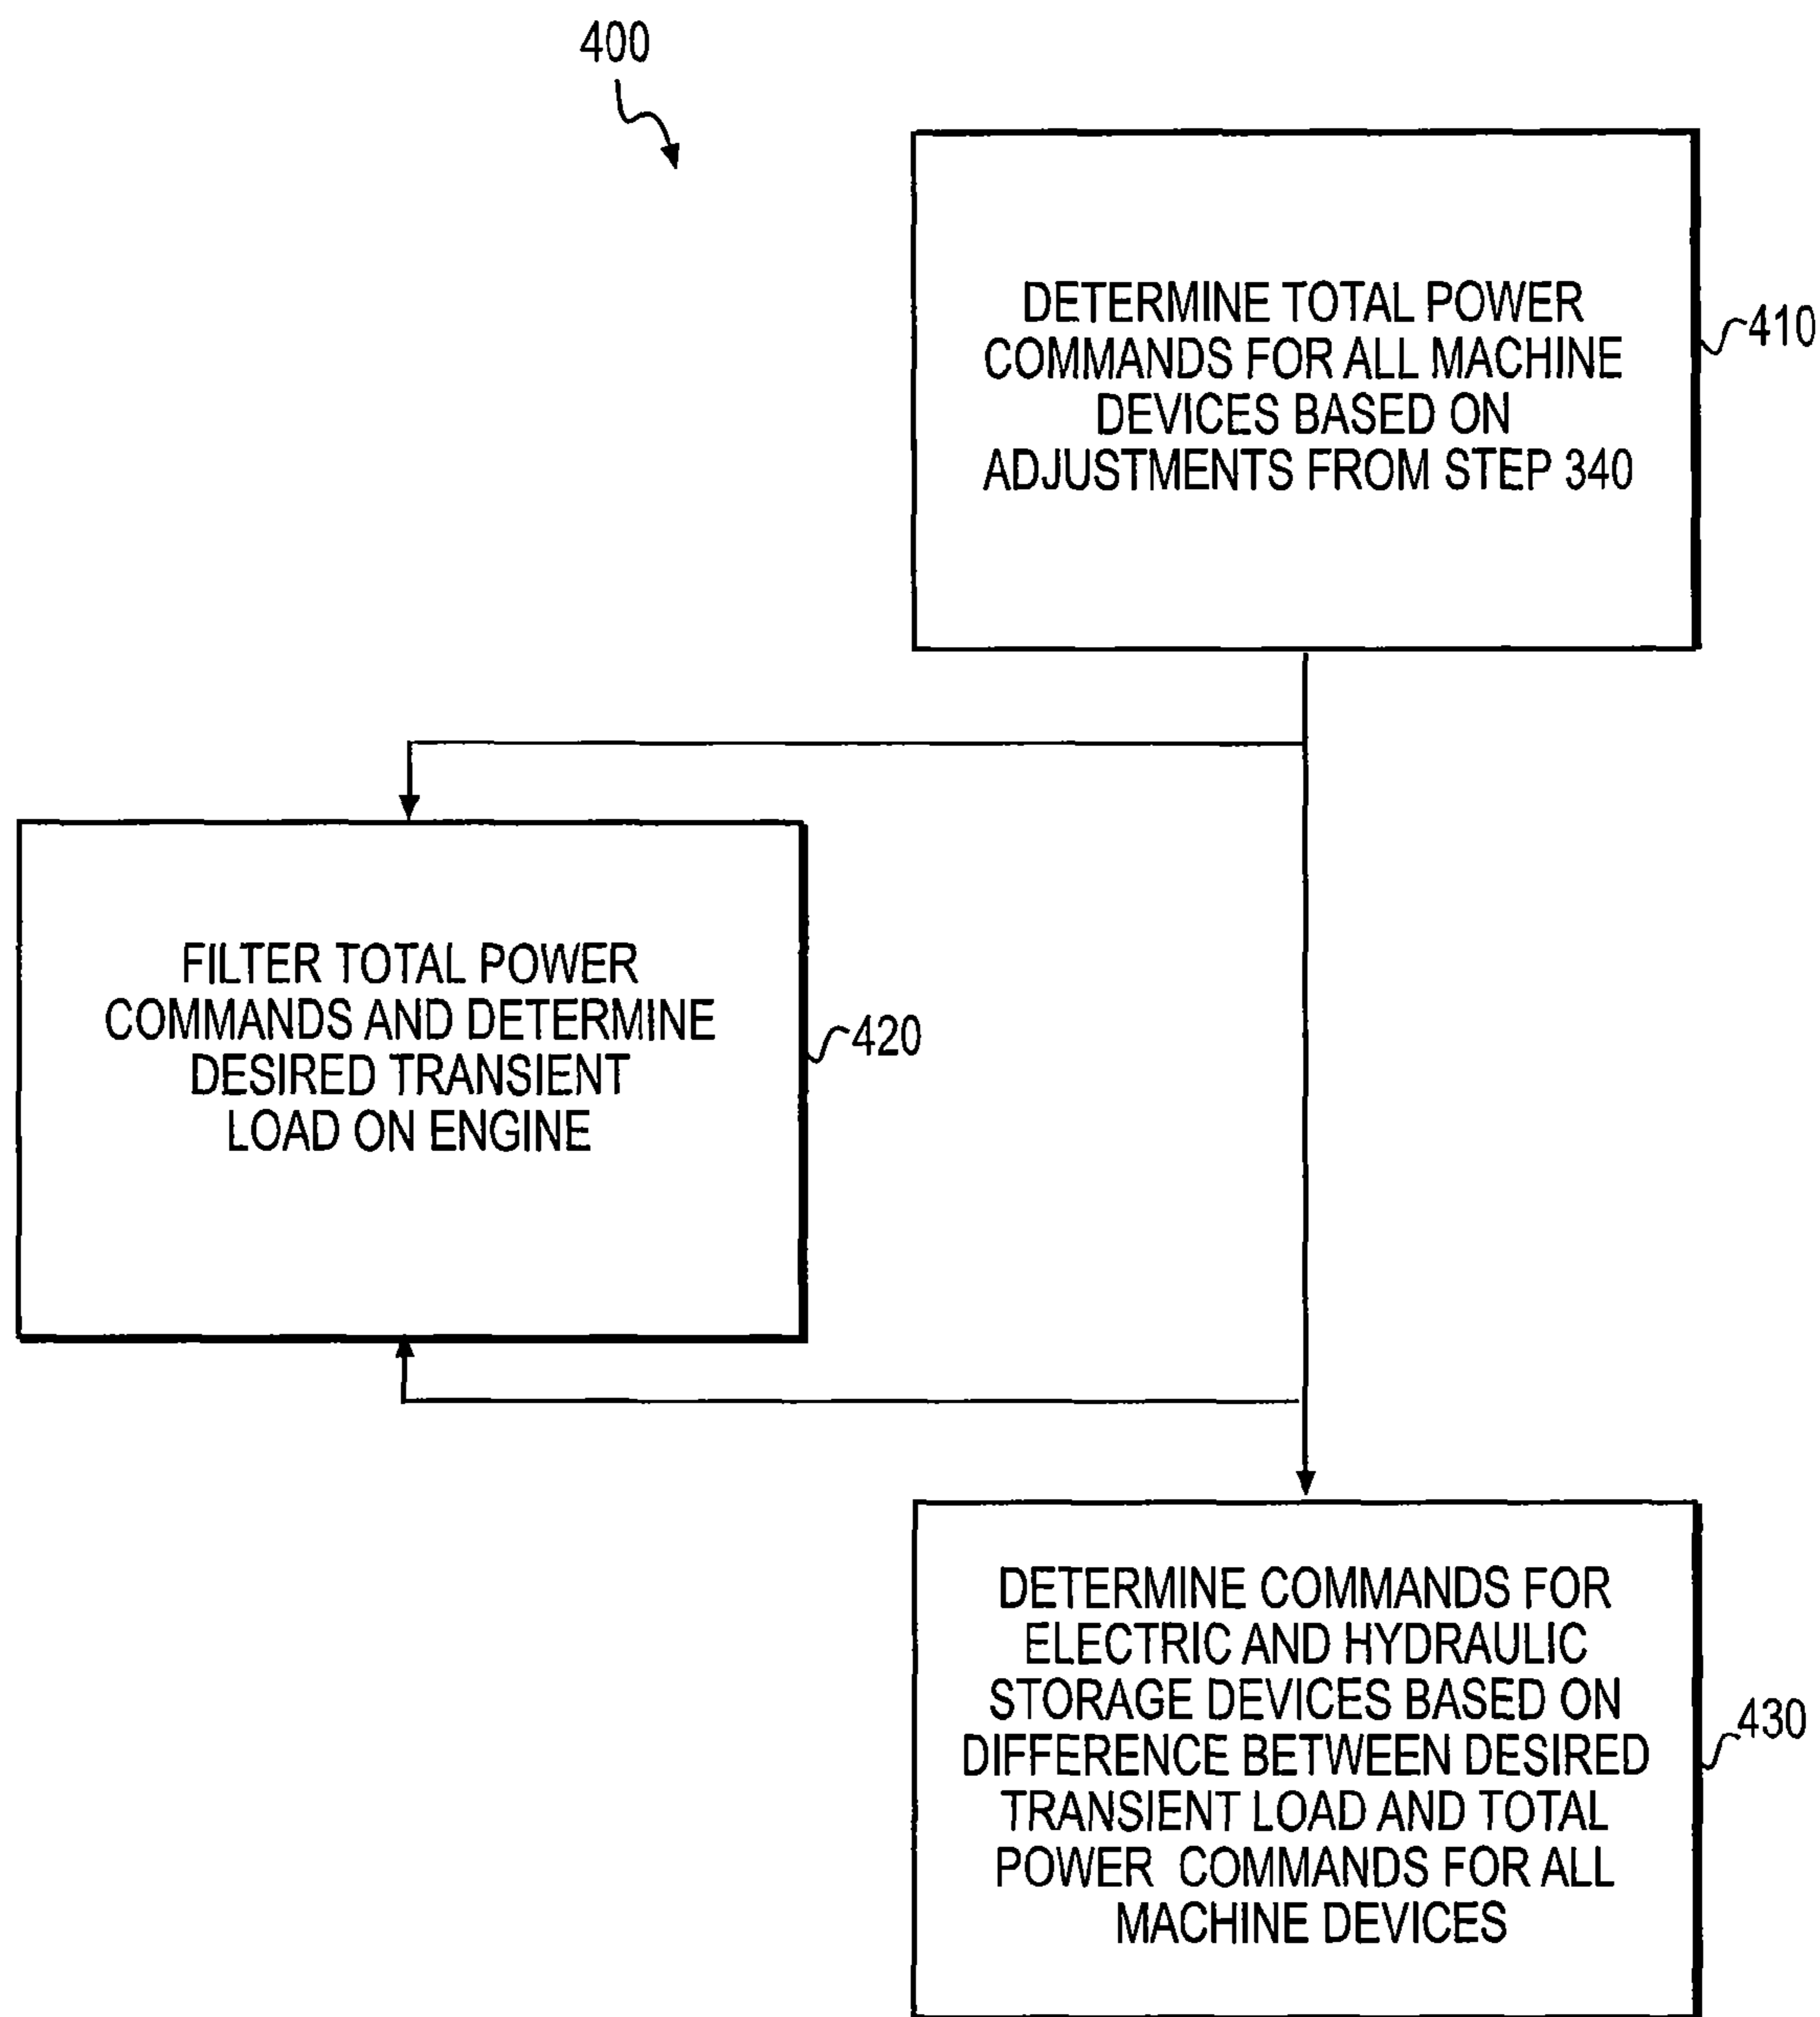 400
DETERMINE TOTAL POWER
COMMANDS FOR ALL MACHINE
DEVICES BASED ON
ADJUSTMENTS FROM STEP 340
410
FILTER TOTAL POWER
COMMANDS AND DETERMINE
DESIRED TRANSIENT
LOAD ON ENGINE
420
DETERMINE COMMANDS FOR
ELECTRIC AND HYDRAULIC
STORAGE DEVICES BASED ON
DIFFERENCE BETWEEN DESIRED
TRANSIENT LOAD AND TOTAL
POWER COMMANDS FOR ALL
MACHINE DEVICES
430